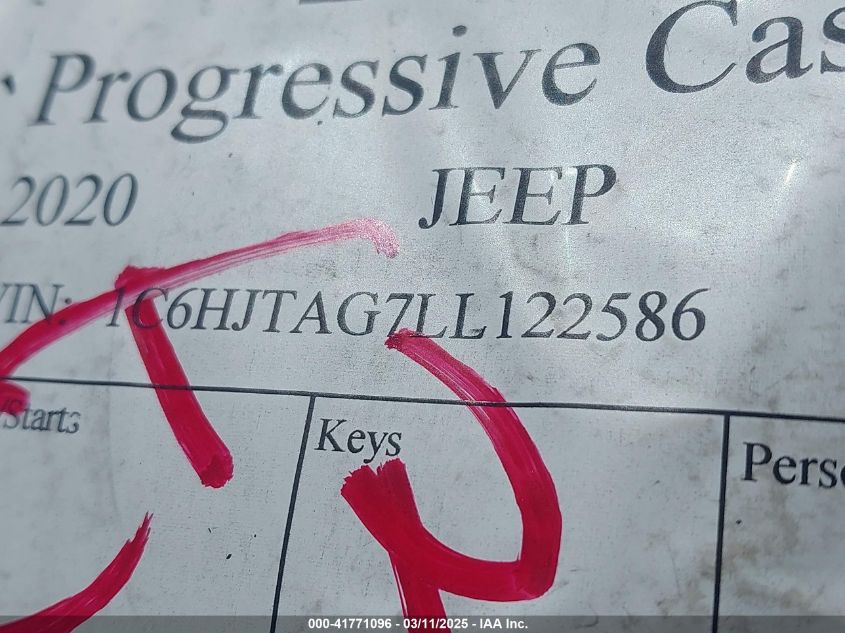 Progressive Cas
2020 JEEP
VIN: 1C6HJTAG7LL122586
/Starts Keys Perso
000-41771096 - 03/11/2025 - IAA Inc.